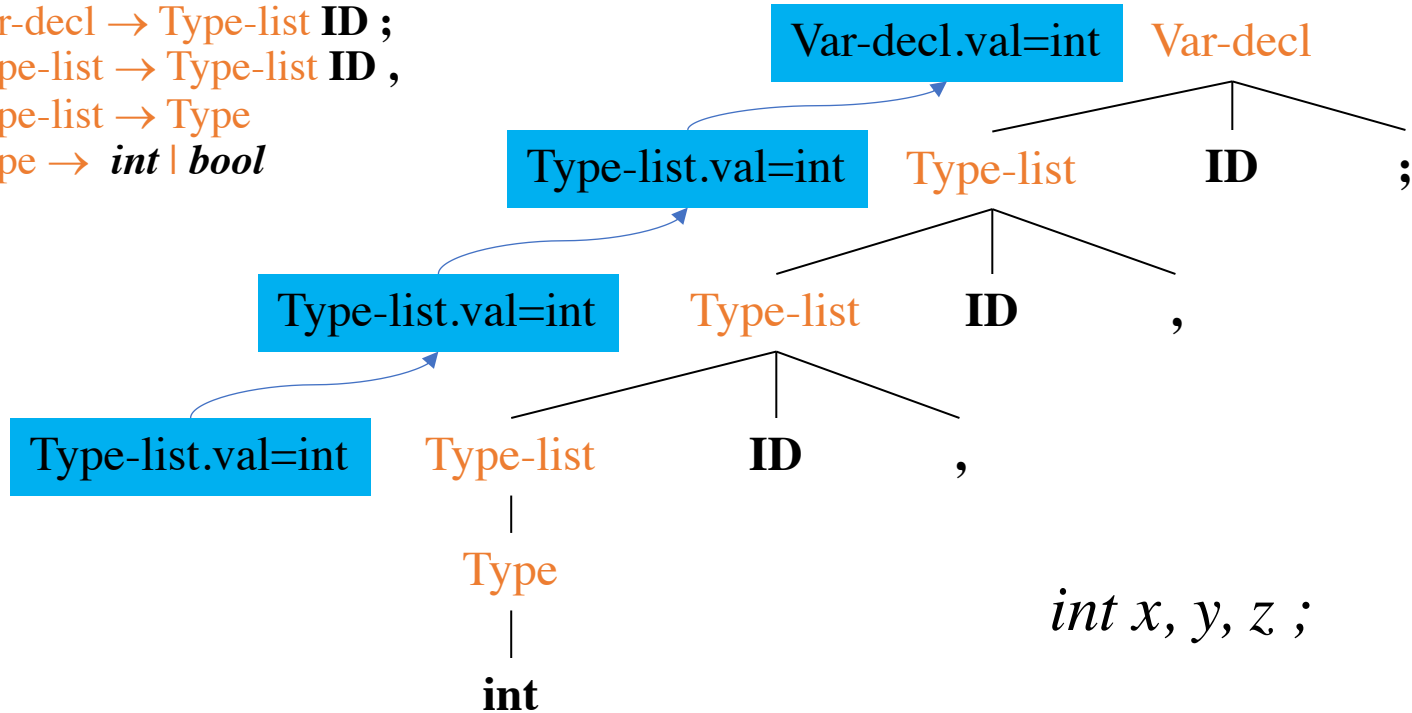 r-decl → Type-list ID ;
pe-list → Type-list ID ,
pe-list → Type
pe → int | bool
Var-decl.val=int Var-decl
Type-list.val=int Type-list ID ;
Type-list.val=int Type-list ID ,
Type-list.val=int Type-list ID ,
Type
int x, y, z ;
int